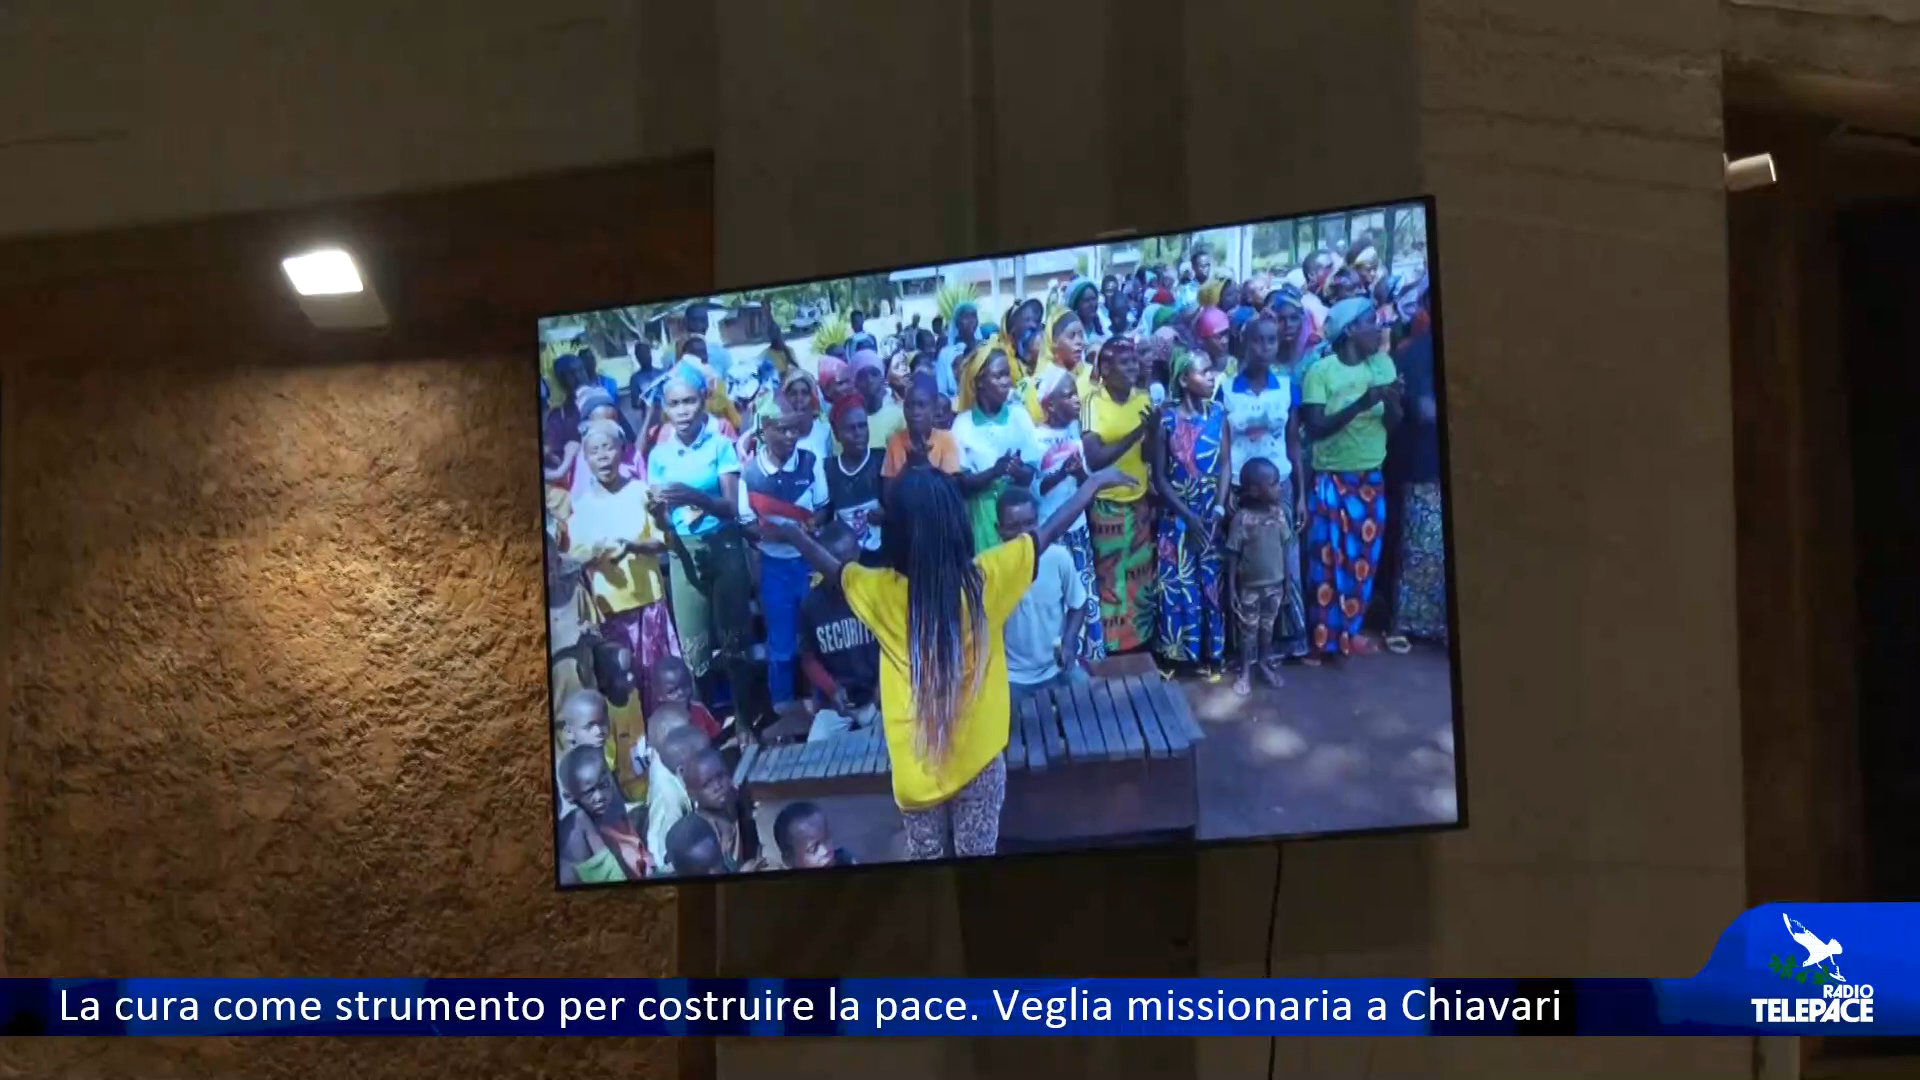 SECURIT
La cura come strumento per costruire la pace. Veglia missionaria a Chiavari
RADIO
TELEPACE